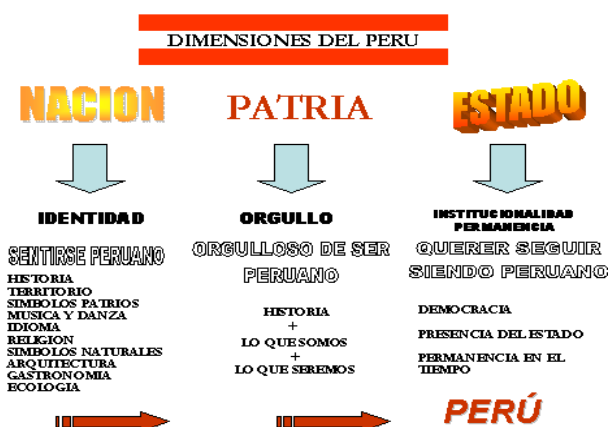 DIMENSIONES DEL PERU
NACION
PATRIA
ESTADO
IDENTIDAD
ORGULLO
INSTITUCIONALIDAD
PERMANENCIA
SENTIRSE PERUANO
ORGULLOSO DE SER
PERUANO
QUERER SEGUIR
SIENDO PERUANO
HISTORIA
TERRITORIO
SIMBOLOS PATRIOS
MUSICA Y DANZA
IDIOMA
RELIGION
SIMBOLOS NATURALES
ARQUITECTURA
GASTRONOMIA
ECOLOGIA
HISTORIA
+
LO QUE SOMOS
+
LO QUE SEREMOS
DEMOCRACIA
PRESENCIA DEL ESTADO
PERMANENCIA EN EL
TIEMPO
PERÚ